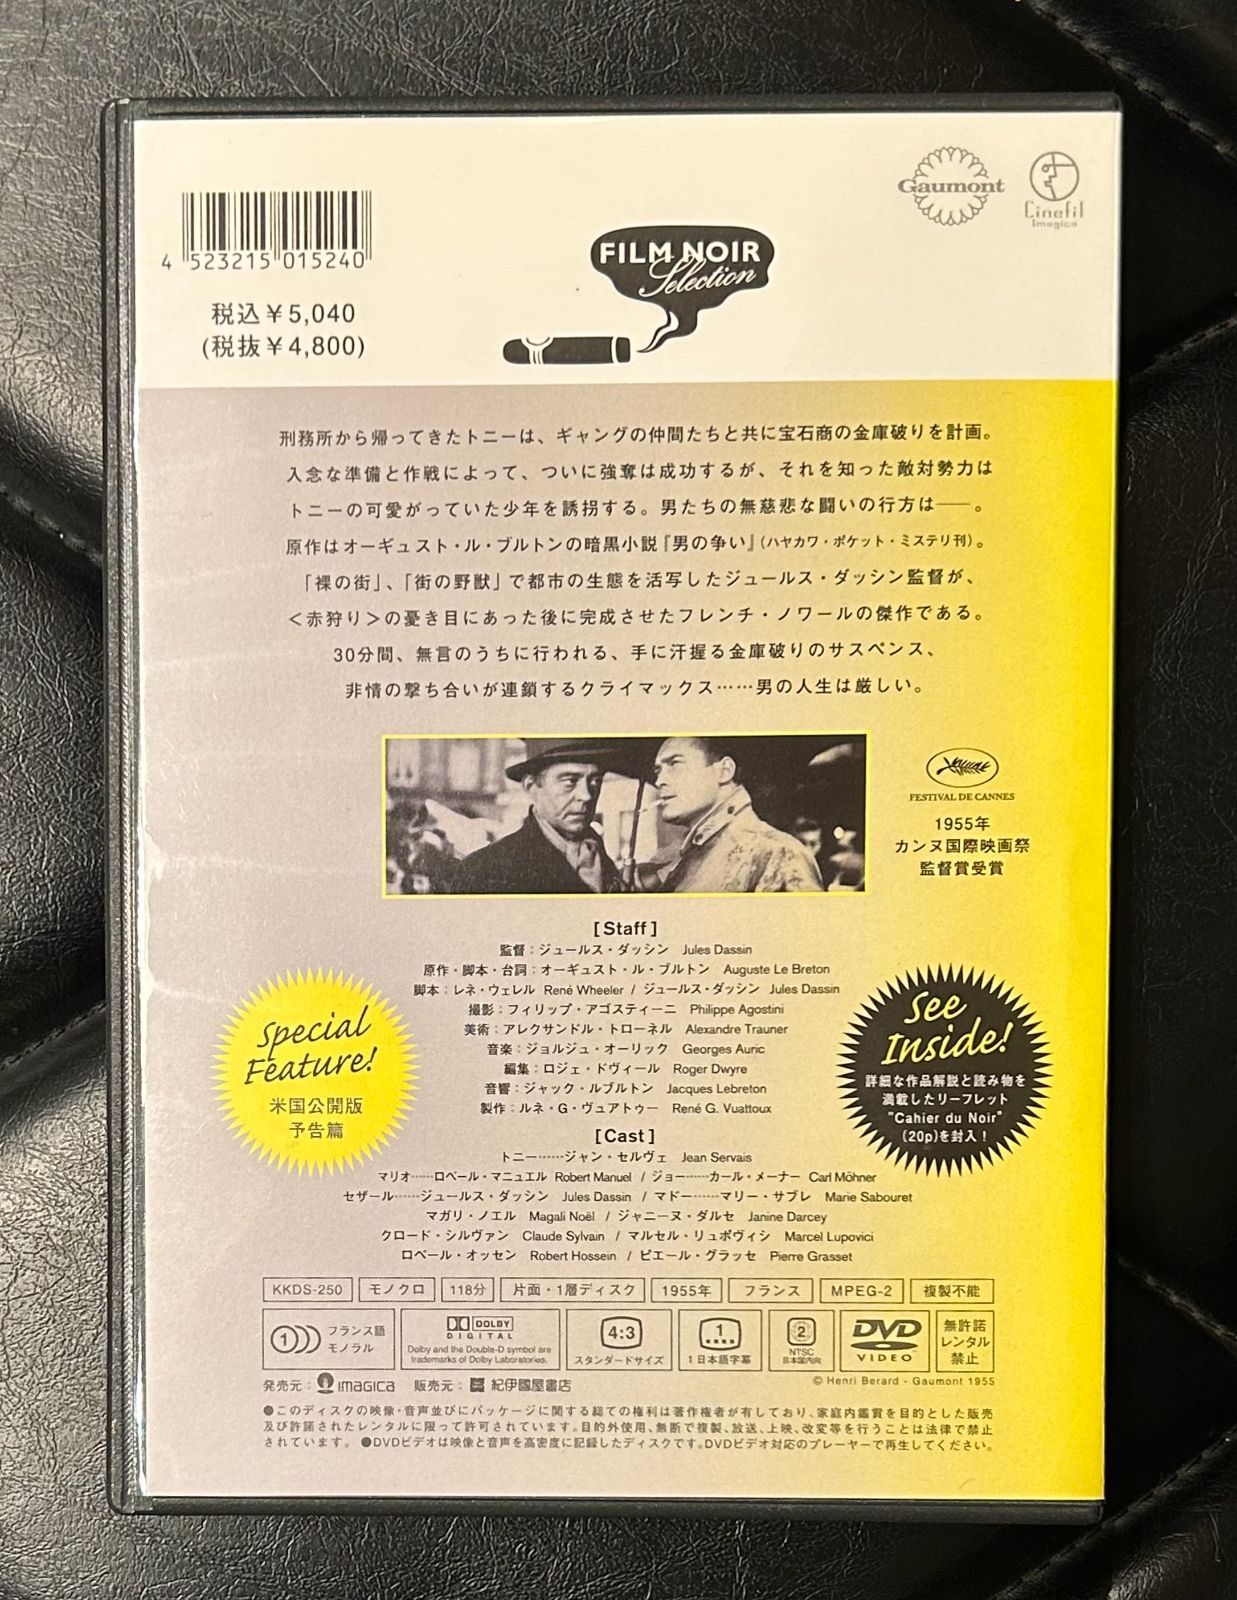 Gaumont
Cinefil
Imagica
4 523215 015240
税込￥5,040
(税抜￥4,800)
FILM NOIR
Selection
刑務所から帰ってきたトニーは、ギャングの仲間たちと共に宝石商の金庫破りを計画。
入念な準備と作戦によって、ついに強奪は成功するが、それを知った敵対勢力は
トニーの可愛がっていた少年を誘拐する。男たちの無慈悲な闘いの行方は――。
原作はオーギュスト・ル・ブルトンの暗黒小説『男の争い』（ハヤカワ・ポケット・ミステリ刊）。
「裸の街」、「街の野獣」で都市の生態を活写したジュールス・ダッシン監督が、
＜赤狩り＞の憂き目にあった後に完成させたフレンチ・ノワールの傑作である。
30分間、無言のうちに行われる、手に汗握る金庫破りのサスペンス、
非情の撃ち合いが連鎖するクライマックス……男の人生は厳しい。
FESTIVAL DE CANNES
1955年
カンヌ国際映画祭
監督賞受賞
[Staff]
監督：ジュールス・ダッシン Jules Dassin
原作・脚本・台詞：オーギュスト・ル・ブルトン Auguste Le Breton
脚本：レネ・ウェレル René Wheeler / ジュールス・ダッシン Jules Dassin
撮影：フィリップ・アゴスティーニ Philippe Agostini
美術：アレクサンドル・トローネル Alexandre Trauner
音楽：ジョルジュ・オーリック Georges Auric
編集：ロジェ・ドヴィール Roger Dwyre
音響：ジャック・ルブルトン Jacques Lebreton
製作：ルネ・G・ヴュアトゥー René G. Vuattoux
[Cast]
トニー……ジャン・セルヴェ Jean Servais
マリオ……ロベール・マニュエル Robert Manuel / ジョー……カール・メーナー Carl Möhner
セザール……ジュールス・ダッシン Jules Dassin / マドー……マリー・サブレ Marie Sabouret
マガリ・ノエル Magali Noël / ジャニーヌ・ダルセ Janine Darcey
クロード・シルヴァン Claude Sylvain / マルセル・リュポヴィシ Marcel Lupovici
ロベール・オッセン Robert Hossein / ピエール・グラッセ Pierre Grasset
Special
Feature!
米国公開版
予告篇
See
Inside!
詳細な作品解説と読み物を
満載したリーフレット
"Cahier du Noir"
(20p)を封入！
KKDS-250 モノクロ 118分 片面・1層ディスク 1955年 フランス MPEG-2 複製不能
1 フランス語
モノラル
DOLBY
DIGITAL
Dolby and the Double-D symbol are
trademarks of Dolby Laboratories.
4:3
スタンダードサイズ
1
1 日本語字幕
2
NTSC
日本国内向
DVD
VIDEO
無許諾
レンタル
禁止
発売元：IMAGICA 販売元：紀伊國屋書店
© Henri Berard - Gaumont 1955
●このディスクの映像・音声並びにパッケージに関する総ての権利は著作権者が有しており、家庭内鑑賞を目的とした販売
及び許諾されたレンタルに限って許可されています。目的外使用、無断で複製、放送、上映、改変等を行うことは法律で禁止
されています。 ●DVDビデオは映像と音声を高密度に記録したディスクです。DVDビデオ対応のプレーヤーで再生してください。